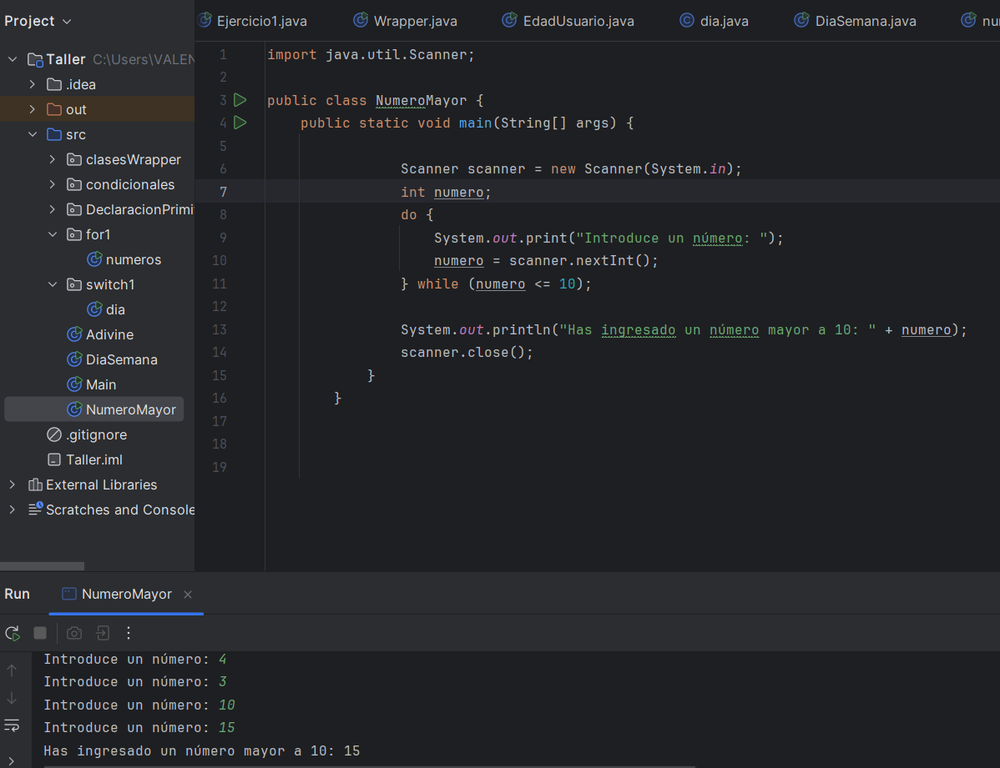 Project
Ejercicio1.java Wrapper.java EdadUsuario.java dia.java DiaSemana.java
Taller C:\Users\VALEN
.idea
out
src
clasesWrapper
condicionales
DeclaracionPrimi
for1
numeros
switch1
dia
Adivine
DiaSemana
Main
NumeroMayor
.gitignore
Taller.iml
External Libraries
Scratches and Console
1 import java.util.Scanner;
2
3 public class NumeroMayor {
4 public static void main(String[] args) {
5
6 Scanner scanner = new Scanner(System.in);
7 int numero;
8 do {
9 System.out.print("Introduce un número: ");
10 numero = scanner.nextInt();
11 } while (numero <= 10);
12
13 System.out.println("Has ingresado un número mayor a 10: " + numero);
14 scanner.close();
15 }
16 }
17
18
19
Run NumeroMayor
Introduce un número: 4
Introduce un número: 3
Introduce un número: 10
Introduce un número: 15
Has ingresado un número mayor a 10: 15